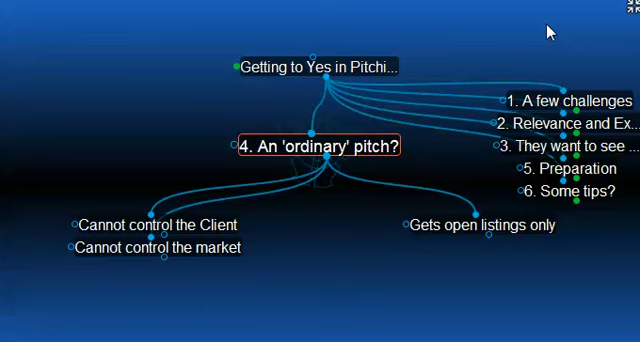 Getting to Yes in Pitchi...
1. A few challenges
2. Relevance and Ex...
3. They want to see ...
4. An 'ordinary' pitch?
5. Preparation
6. Some tips?
Cannot control the Client
Gets open listings only
Cannot control the market